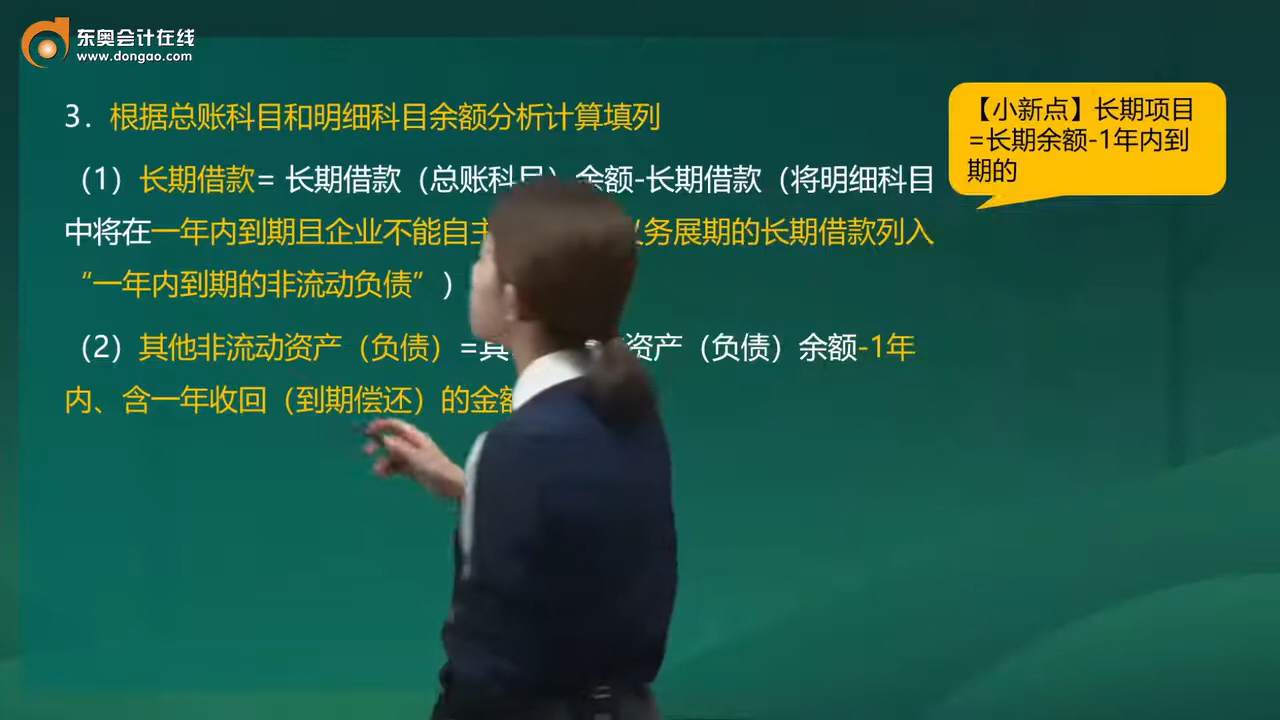 东奥会计在线
www.dongao.com
3．根据总账科目和明细科目余额分析计算填列
【小新点】长期项目
=长期余额-1年内到
期的
（1）长期借款= 长期借款（总账科目）余额-长期借款（将明细科目
中将在一年内到期且企业不能自主 务展期的长期借款列入
“一年内到期的非流动负债”）
（2）其他非流动资产（负债）=其 资产（负债）余额-1年
内、含一年收回（到期偿还）的金额